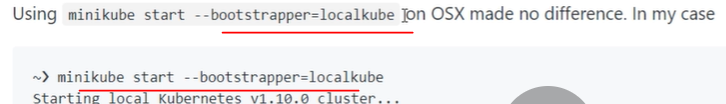 Using minikube start --bootstrapper=localkube on OSX made no difference. In my case
~❯ minikube start --bootstrapper=localkube
Starting local Kubernetes v1.10.0 cluster...